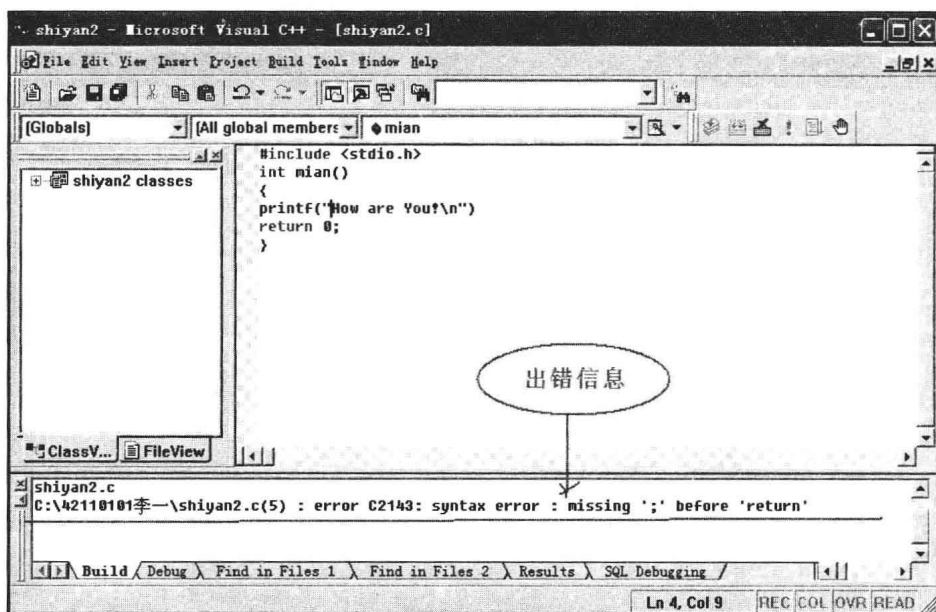 shiyan2 - Microsoft Visual C++ - [shiyan2.c]
File Edit View Insert Project Build Tools Window Help
(Globals) (All global members mian
shiyan2 classes
#include <stdio.h>
int mian()
{
printf("How are You!\n")
return 0;
}
出错信息
ClassV... FileView
shiyan2.c
C:\42110101李一\shiyan2.c(5) : error C2143: syntax error : missing ';' before 'return'
Build Debug Find in Files 1 Find in Files 2 Results SQL Debugging
Ln 4, Col 9 REC COL OVR READ